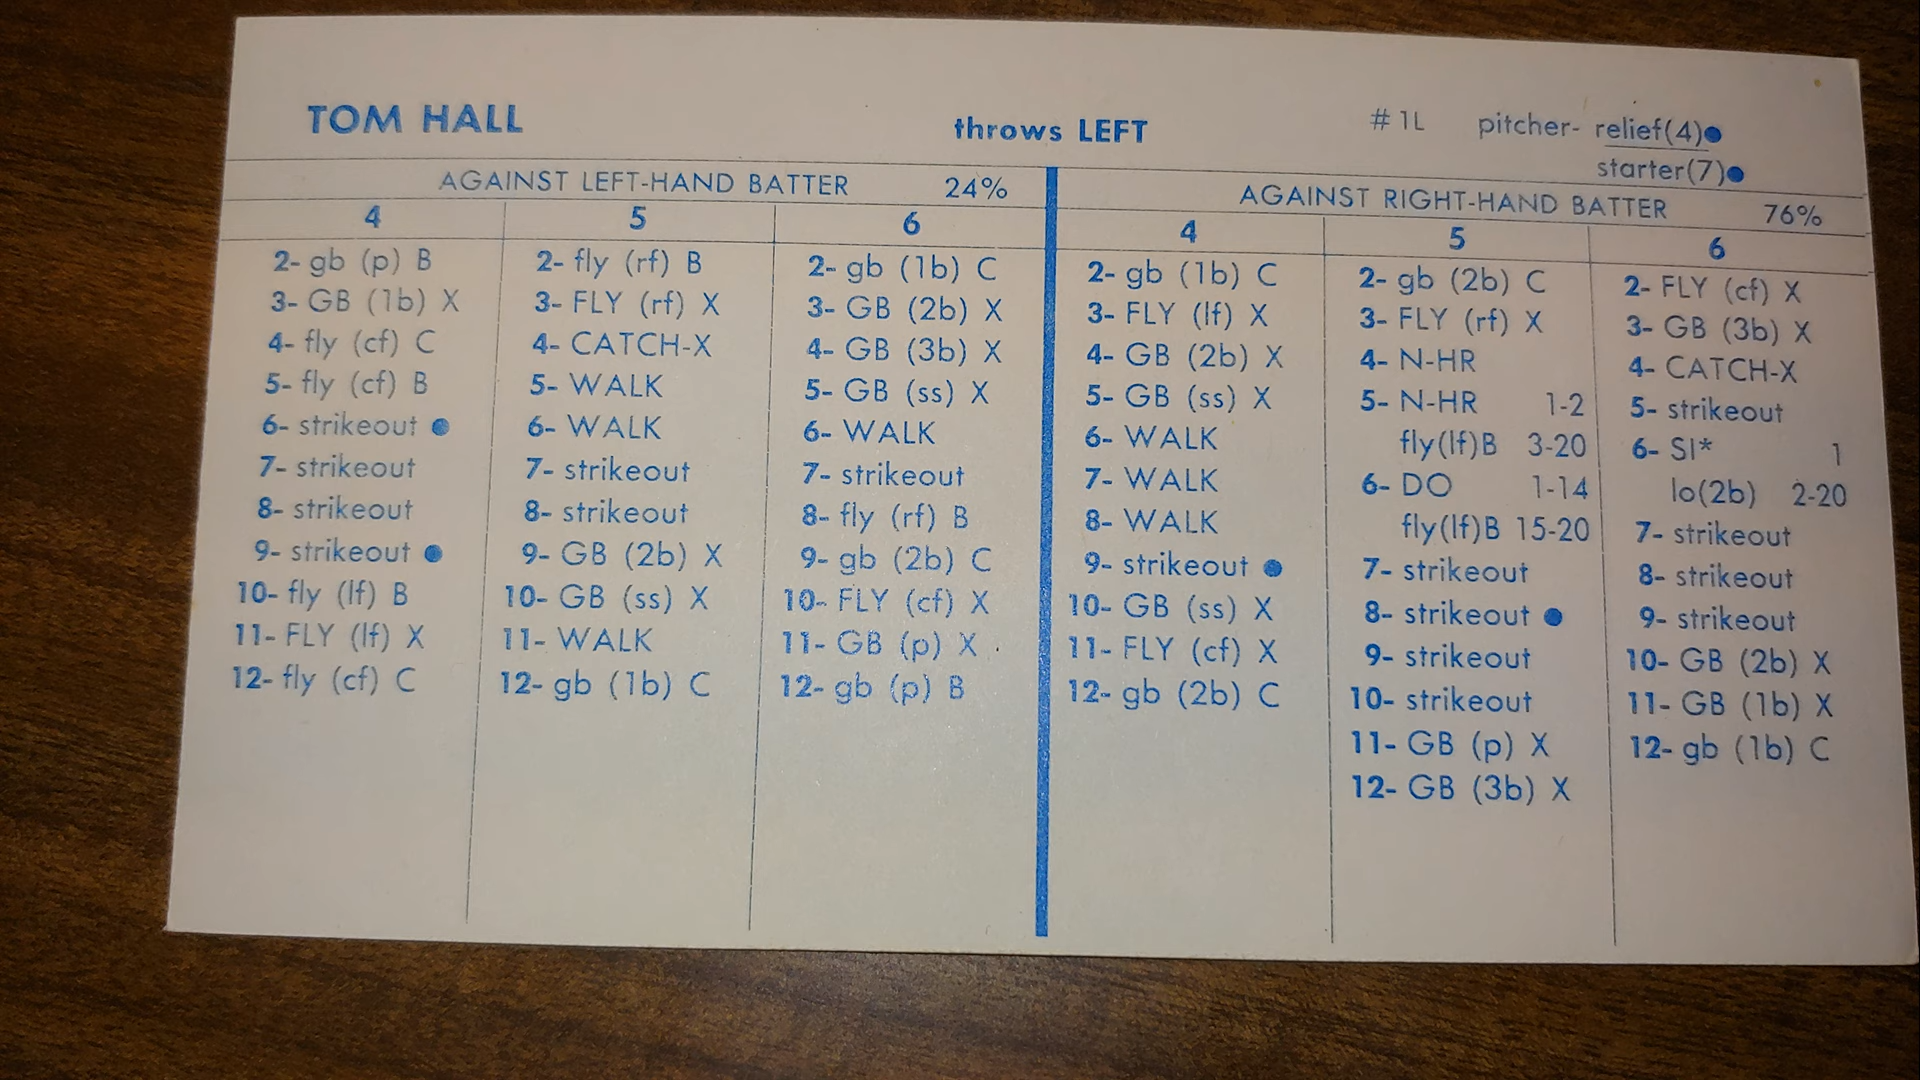 TOM HALL throws LEFT #1L pitcher- relief(4)●
starter(7)●
AGAINST LEFT-HAND BATTER 24%
4
2- gb (p) B
3- GB (1b) X
4- fly (cf) C
5- fly (cf) B
6- strikeout ●
7- strikeout
8- strikeout
9- strikeout ●
10- fly (lf) B
11- FLY (lf) X
12- fly (cf) C
5
2- fly (rf) B
3- FLY (rf) X
4- CATCH-X
5- WALK
6- WALK
7- strikeout
8- strikeout
9- GB (2b) X
10- GB (ss) X
11- WALK
12- gb (1b) C
6
2- gb (1b) C
3- GB (2b) X
4- GB (3b) X
5- GB (ss) X
6- WALK
7- strikeout
8- fly (rf) B
9- gb (2b) C
10- FLY (cf) X
11- GB (p) X
12- gb (p) B
AGAINST RIGHT-HAND BATTER 76%
4
2- gb (1b) C
3- FLY (lf) X
4- GB (2b) X
5- GB (ss) X
6- WALK
7- WALK
8- WALK
9- strikeout ●
10- GB (ss) X
11- FLY (cf) X
12- gb (2b) C
5
2- gb (2b) C
3- FLY (rf) X
4- N-HR
5- N-HR 1-2
fly(lf)B 3-20
6- DO 1-14
fly(lf)B 15-20
7- strikeout
8- strikeout ●
9- strikeout
10- strikeout
11- GB (p) X
12- GB (3b) X
6
2- FLY (cf) X
3- GB (3b) X
4- CATCH-X
5- strikeout
6- SI* 1
lo(2b) 2-20
7- strikeout
8- strikeout
9- strikeout
10- GB (2b) X
11- GB (1b) X
12- gb (1b) C